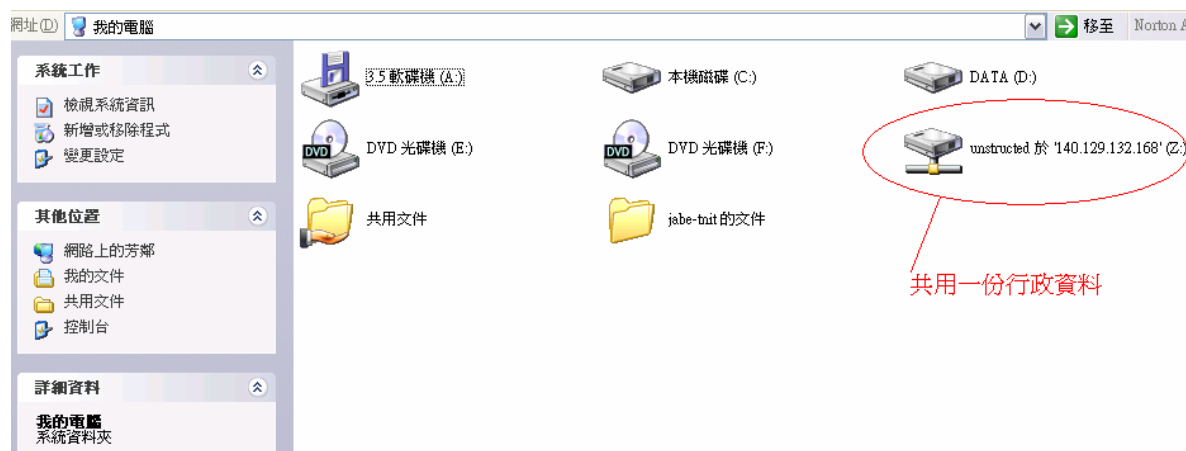 網址(D) 我的電腦 移至 Norton A
系統工作
檢視系統資訊
新增或移除程式
變更設定
其他位置
網路上的芳鄰
我的文件
共用文件
控制台
詳細資料
我的電腦
系統資料夾
3.5 軟碟機 (A:) 本機磁碟 (C:) DATA (D:)
DVD 光碟機 (E:) DVD 光碟機 (F:) unstructed 於 '140.129.132.168' (Z:)
共用文件 jabe-tnit 的文件
共用一份行政資料